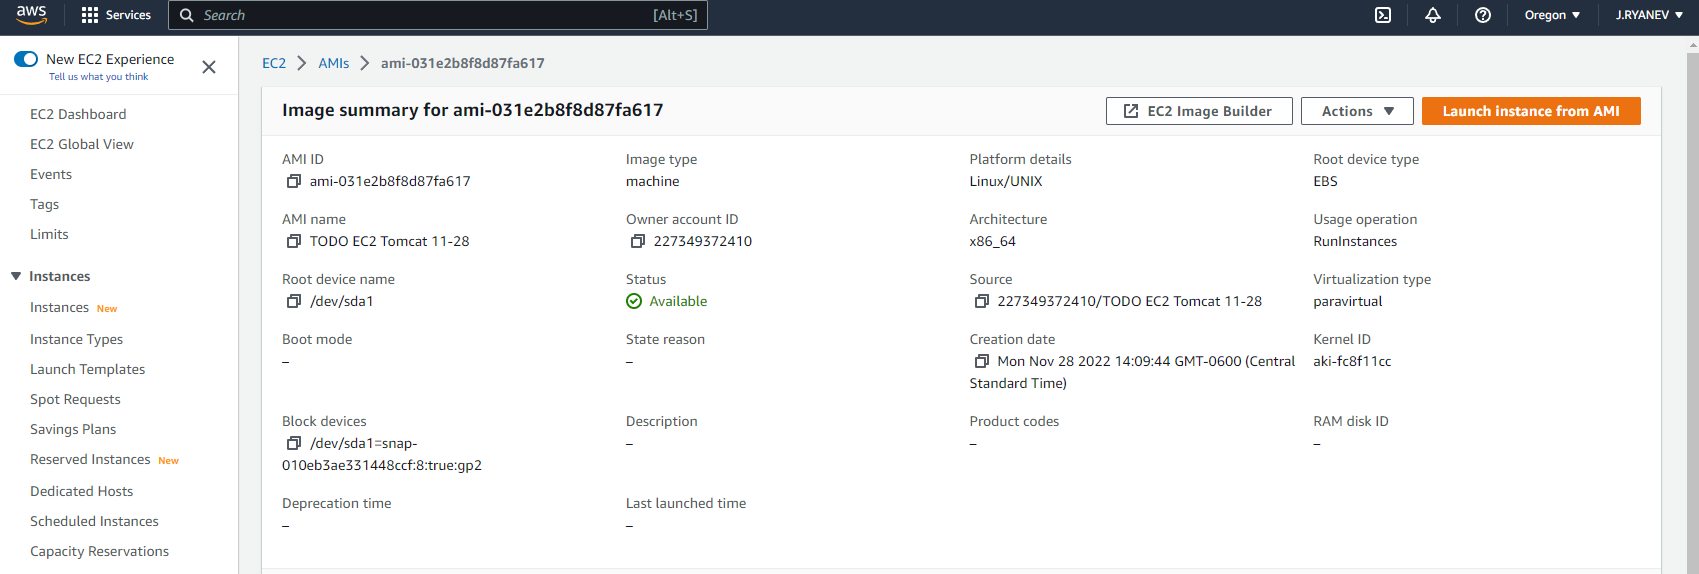 aws
Services
Search
[Alt+S]
Oregon
J.RYANEV
New EC2 Experience
Tell us what you think
EC2 Dashboard
EC2 Global View
Events
Tags
Limits
Instances
Instances New
Instance Types
Launch Templates
Spot Requests
Savings Plans
Reserved Instances New
Dedicated Hosts
Scheduled Instances
Capacity Reservations
EC2
AMIs
ami-031e2b8f8d87fa617
Image summary for ami-031e2b8f8d87fa617
EC2 Image Builder
Actions
Launch instance from AMI
AMI ID
ami-031e2b8f8d87fa617
Image type
machine
Platform details
Linux/UNIX
Root device type
EBS
AMI name
TODO EC2 Tomcat 11-28
Owner account ID
227349372410
Architecture
x86_64
Usage operation
RunInstances
Root device name
/dev/sda1
Status
Available
Source
227349372410/TODO EC2 Tomcat 11-28
Virtualization type
paravirtual
Boot mode
–
State reason
–
Creation date
Mon Nov 28 2022 14:09:44 GMT-0600 (Central
Standard Time)
Kernel ID
aki-fc8f11cc
Block devices
/dev/sda1=snap-
010eb3ae331448ccf:8:true:gp2
Description
–
Product codes
–
RAM disk ID
–
Deprecation time
–
Last launched time
–